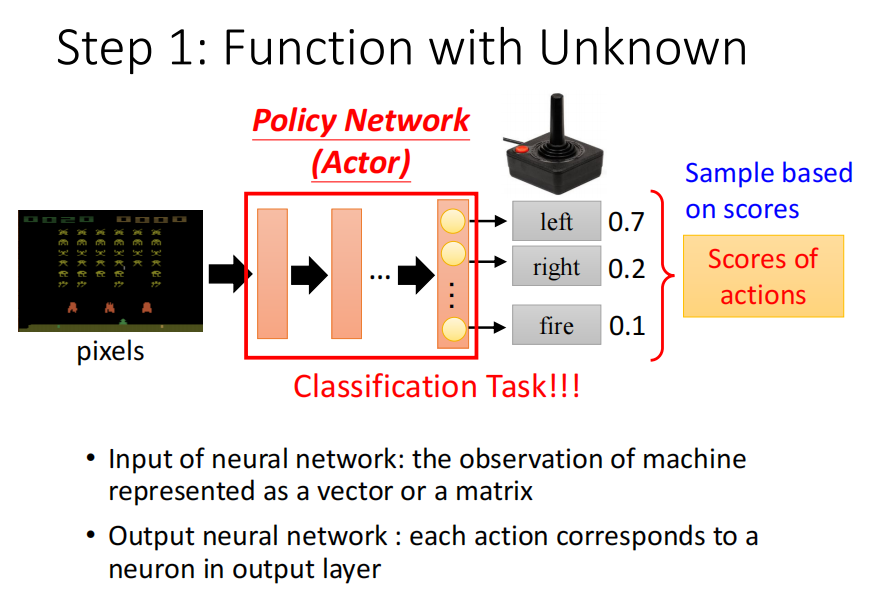 Step 1: Function with Unknown
Policy Network
(Actor)
Sample based
on scores
left 0.7
right 0.2
...
fire 0.1
Scores of
actions
pixels
Classification Task!!!
• Input of neural network: the observation of machine
represented as a vector or a matrix
• Output neural network : each action corresponds to a
neuron in output layer